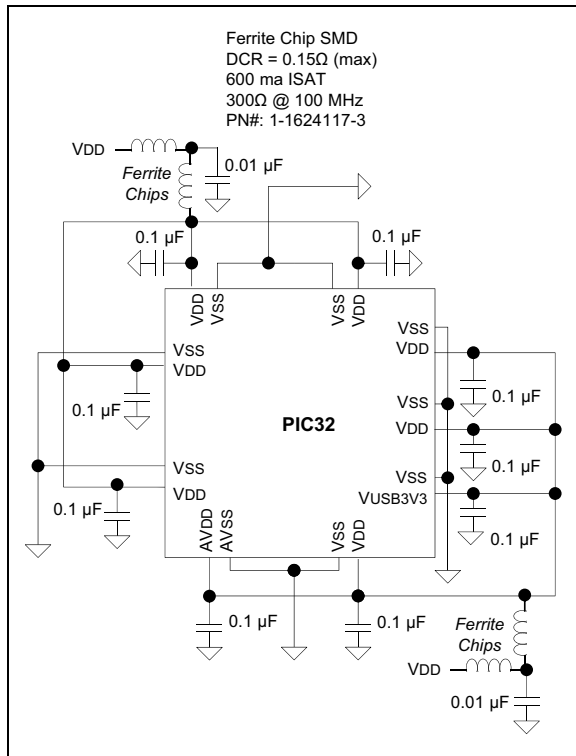 Ferrite Chip SMD
DCR = 0.15Ω (max)
600 ma ISAT
300Ω @ 100 MHz
PN#: 1-1624117-3
VDD
0.01 µF
Ferrite
Chips
0.1 µF
0.1 µF
VDD
VSS
VSS
VDD
VSS
VSS
VDD
VDD
0.1 µF
0.1 µF
VSS
PIC32
VDD
VSS
0.1 µF
VDD
VSS
0.1 µF
VUSB3V3
0.1 µF
AVDD
AVSS
VSS
VDD
0.1 µF
0.1 µF
0.1 µF
Ferrite
Chips
VDD
0.01 µF